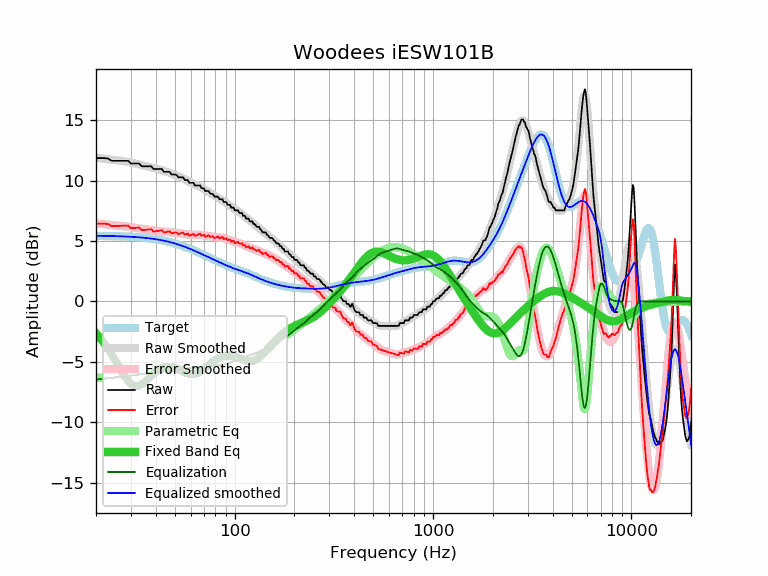 Woodees iESW101B
Amplitude (dBr)
15
10
5
0
−5
−10
−15
Target
Raw Smoothed
Error Smoothed
Raw
Error
Parametric Eq
Fixed Band Eq
Equalization
Equalized smoothed
100
1000
10000
Frequency (Hz)